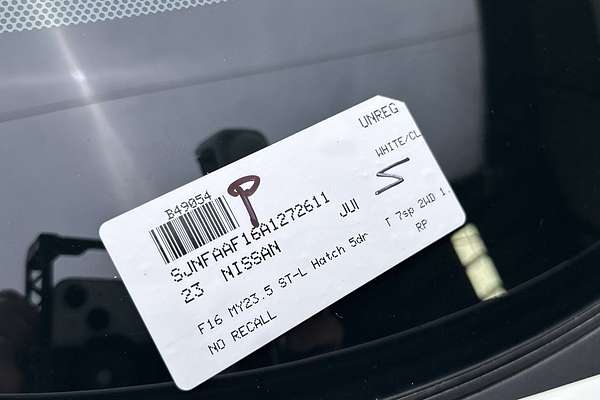 UNREG
B49054 P WHITE/CL
SJNFAAF16A1272611 S
23 NISSAN JUI
F16 MY23.5 ST-L Hatch 5dr T 7sp 2WD 1.
NO RECALL RP